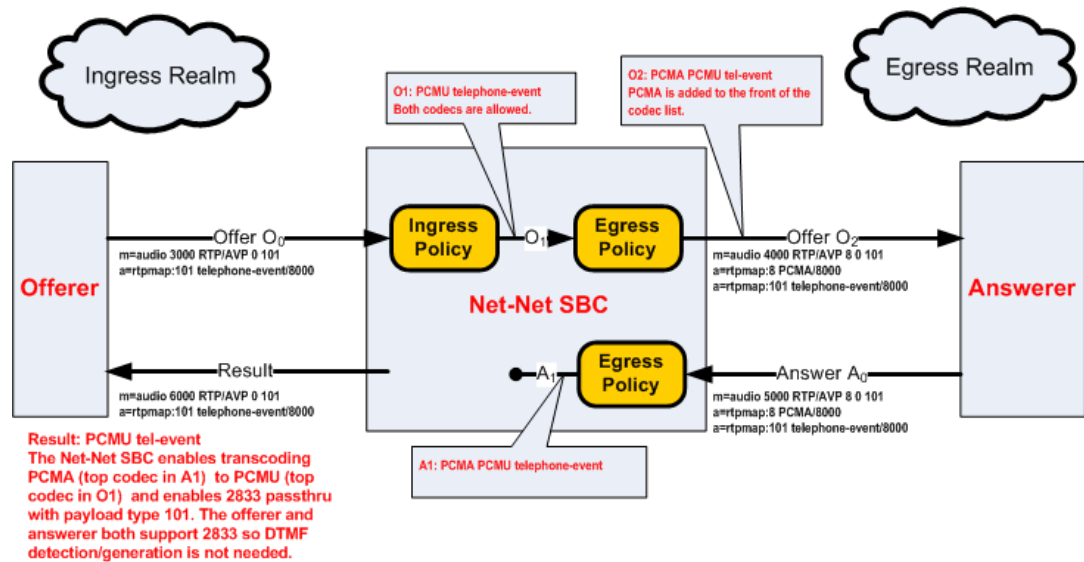 Ingress Realm
Egress Realm
O1: PCMU telephone-event
Both codecs are allowed.
O2: PCMA PCMU tel-event
PCMA is added to the front of the
codec list.
Offerer
Offer O0
m=audio 3000 RTP/AVP 0 101
a=rtpmap:101 telephone-event/8000
Ingress
Policy
O1
Egress
Policy
Offer O2
m=audio 4000 RTP/AVP 8 0 101
a=rtpmap:8 PCMA/8000
a=rtpmap:101 telephone-event/8000
Answerer
Net-Net SBC
Result
m=audio 6000 RTP/AVP 0 101
a=rtpmap:101 telephone-event/8000
A1
Egress
Policy
Answer A0
m=audio 5000 RTP/AVP 8 0 101
a=rtpmap:8 PCMA/8000
a=rtpmap:101 telephone-event/8000
Result: PCMU tel-event
The Net-Net SBC enables transcoding
PCMA (top codec in A1) to PCMU (top
codec in O1) and enables 2833 passthru
with payload type 101. The offerer and
answerer both support 2833 so DTMF
detection/generation is not needed.
A1: PCMA PCMU telephone-event